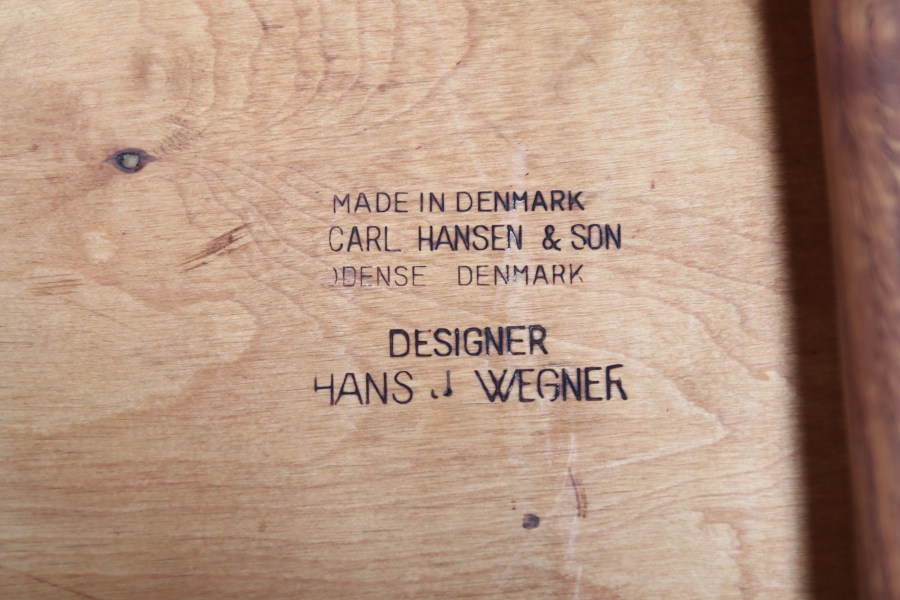 MADE IN DENMARK
CARL HANSEN & SON
ODENSE DENMARK
DESIGNER
HANS J WEGNER